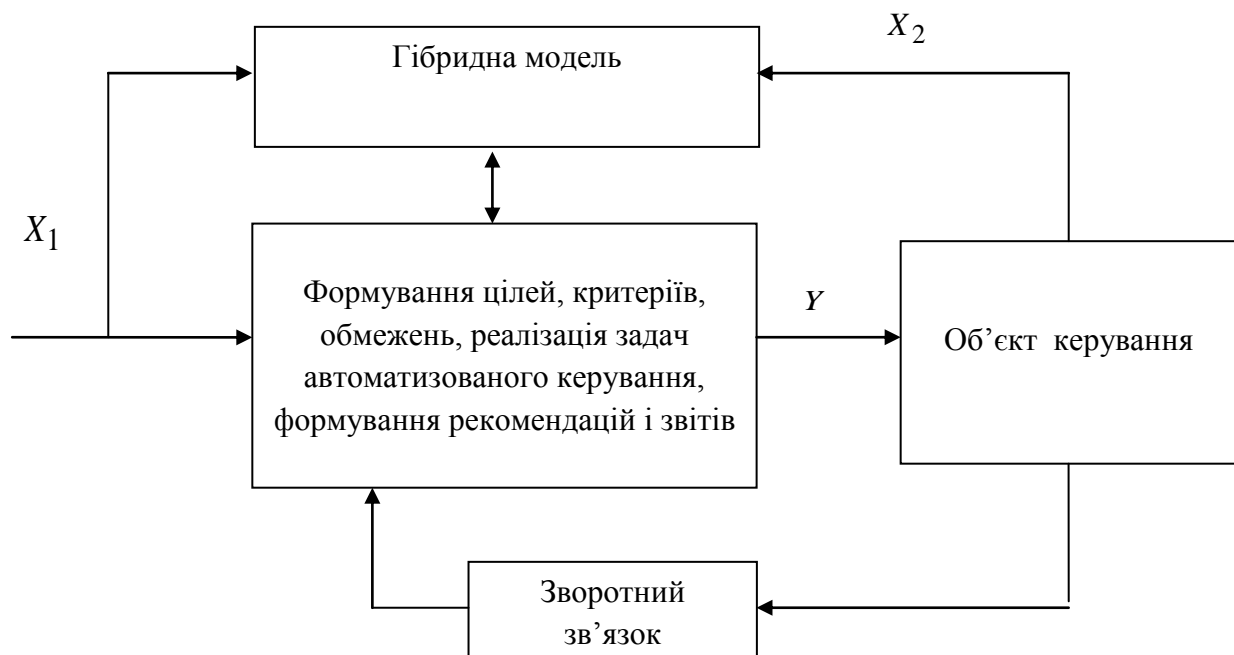 X2
Гібридна модель
X1
Формування цілей, критеріїв,
обмежень, реалізація задач
автоматизованого керування,
формування рекомендацій і звітів
Y
Об’єкт керування
Зворотний
зв’язок